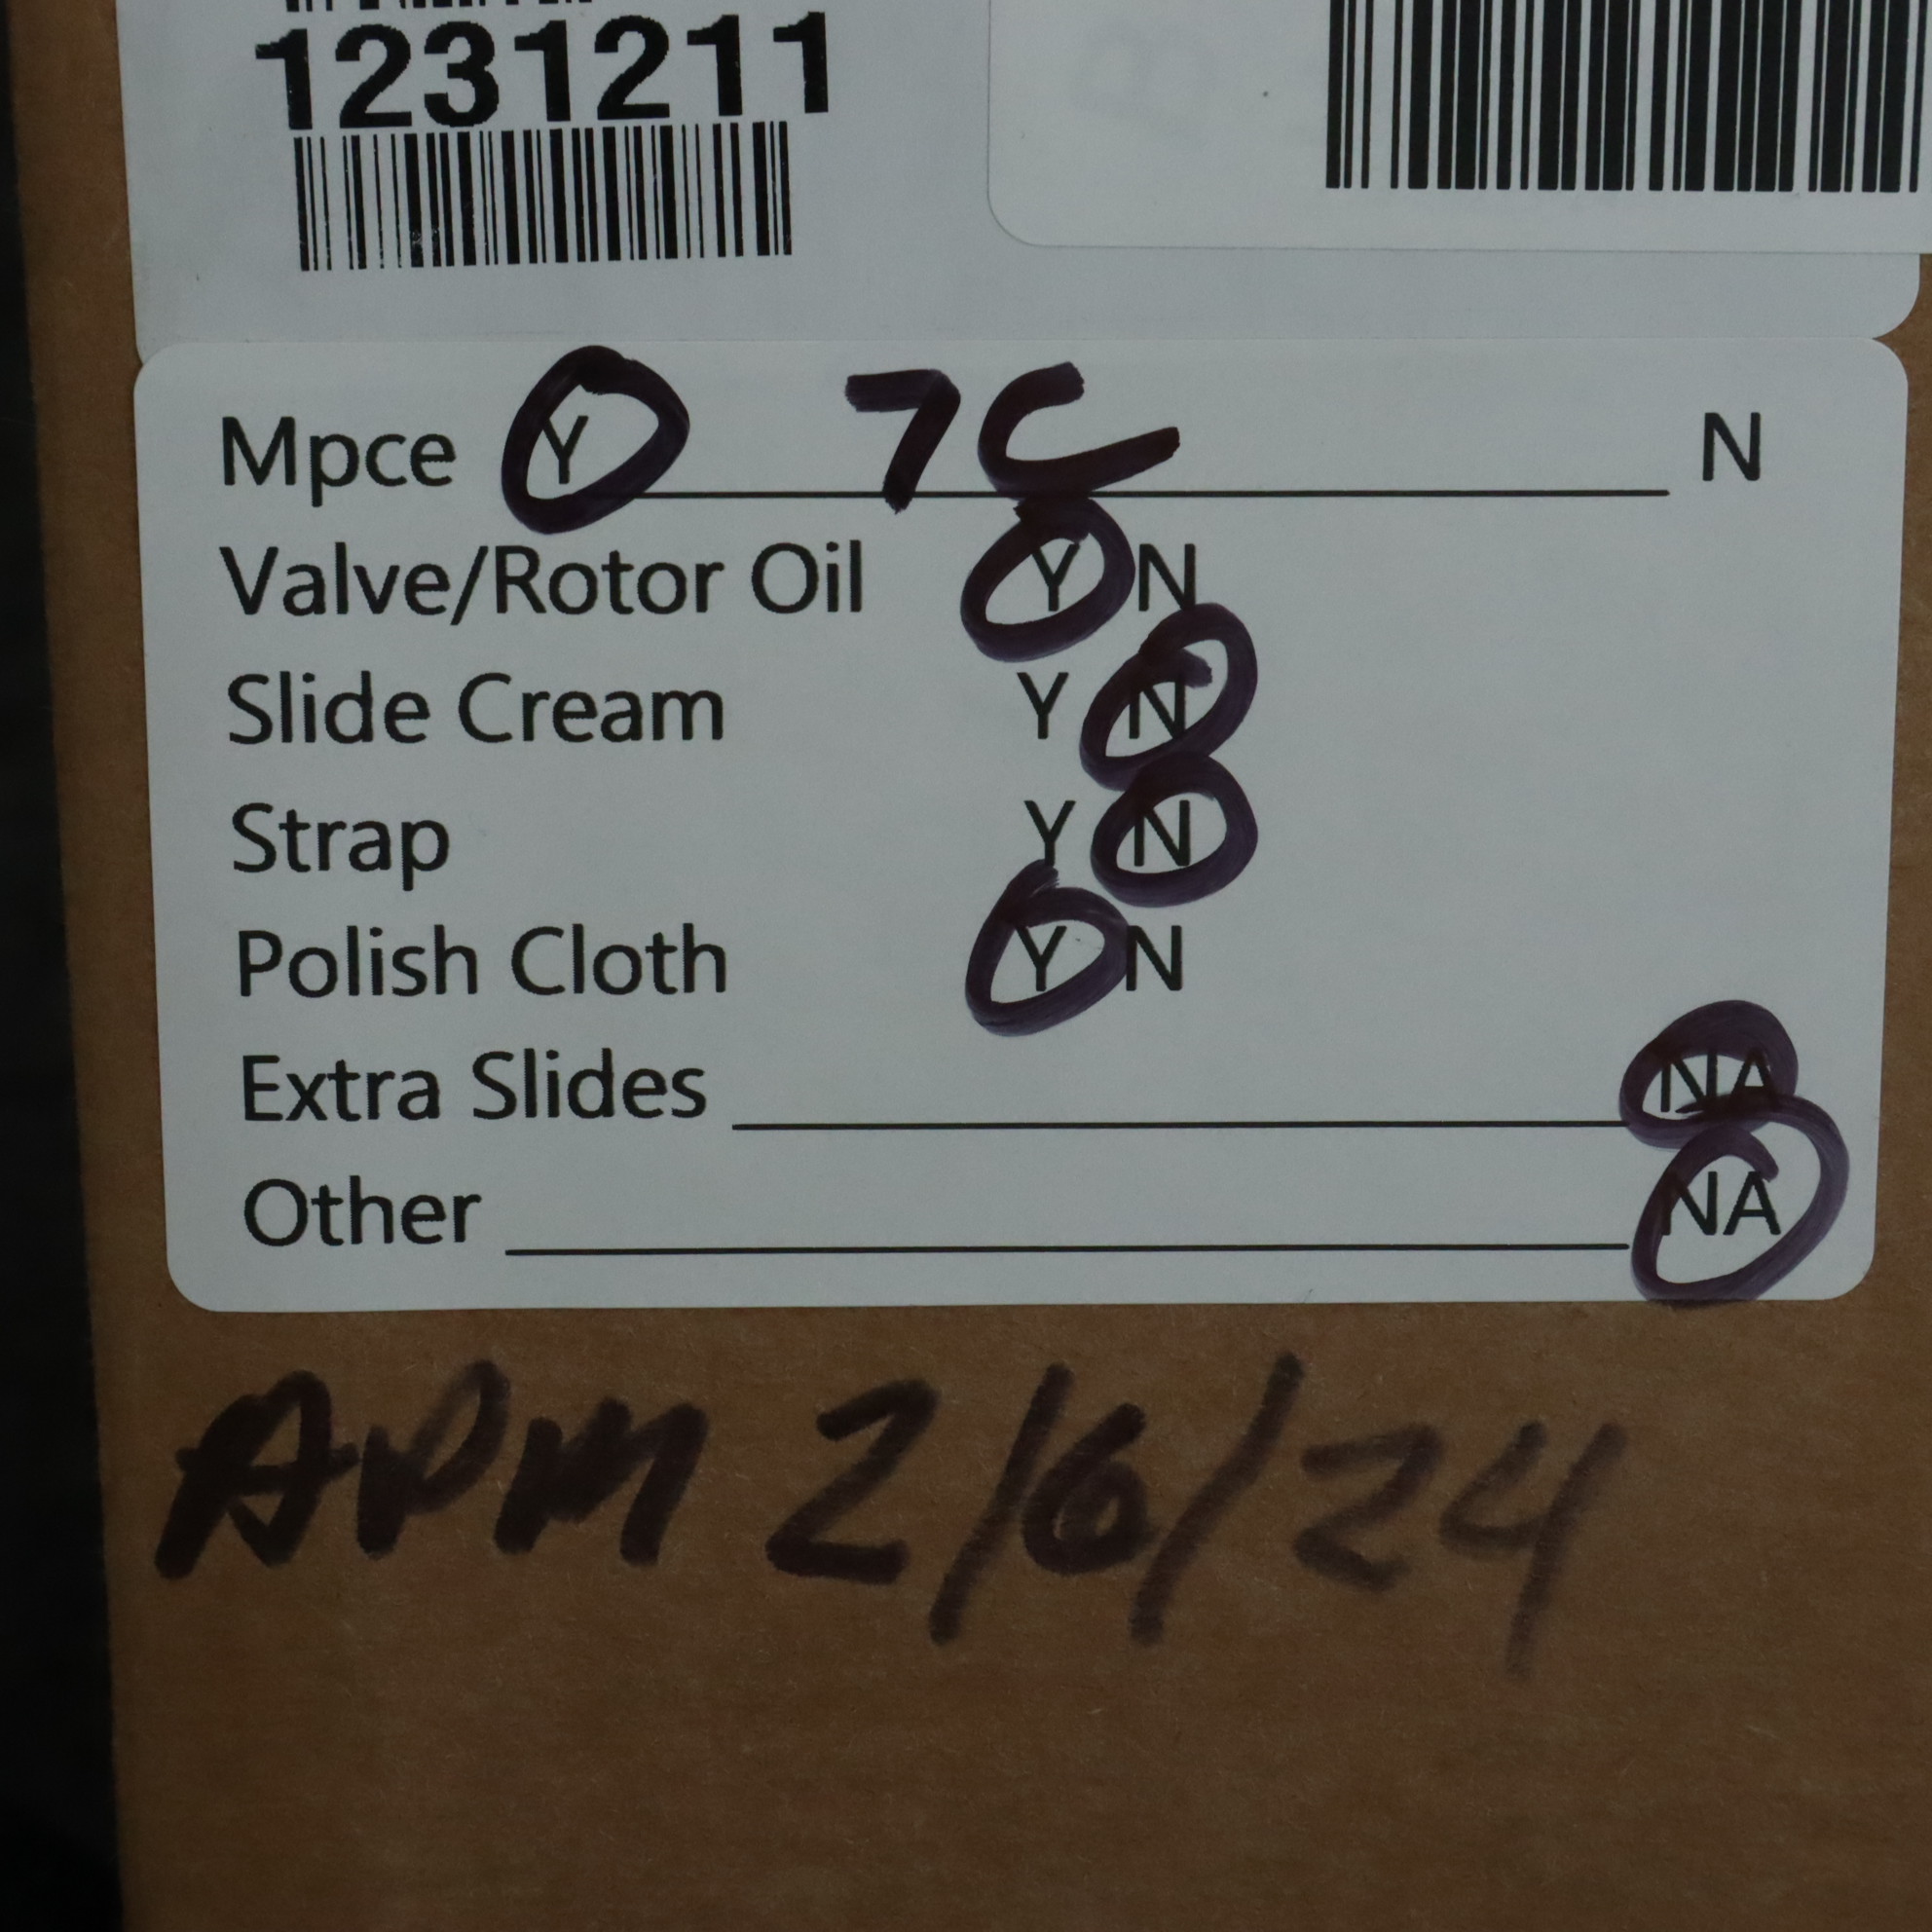 1231211
Mpce Y 7C N
Valve/Rotor Oil Y N
Slide Cream Y N
Strap Y N
Polish Cloth Y N
Extra Slides NA
Other NA
APM 2/6/24